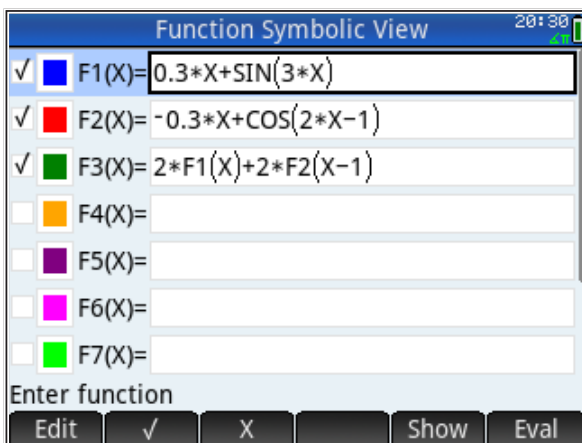 Function Symbolic View 20:30
∡π
√ F1(X)= 0.3*X+SIN(3*X)
√ F2(X)= -0.3*X+COS(2*X−1)
√ F3(X)= 2*F1(X)+2*F2(X−1)
F4(X)=
F5(X)=
F6(X)=
F7(X)=
Enter function
Edit √ X Show Eval